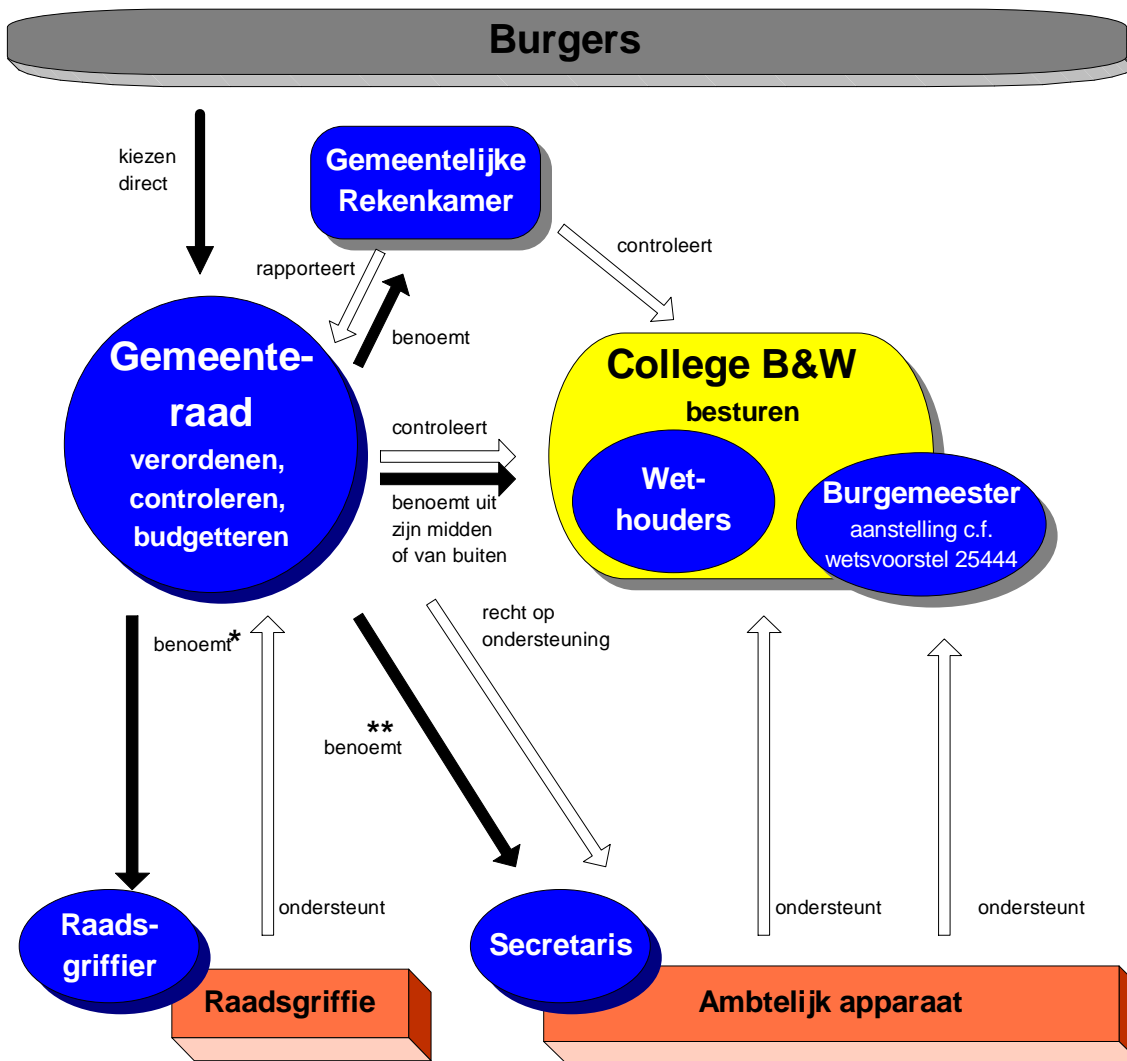 Burgers
kiezen
direct
Gemeentelijke
Rekenkamer
controleert
rapporteert
benoemt
Gemeente-
raad
verordenen,
controleren,
budgetteren
controleert
benoemt uit
zijn midden
of van buiten
College B&W
besturen
Wet-
houders
Burgemeester
aanstelling c.f.
wetsvoorstel 25444
benoemt*
recht op
ondersteuning
**
benoemt
ondersteunt
ondersteunt
ondersteunt
Raads-
griffier
Raadsgriffie
Secretaris
Ambtelijk apparaat